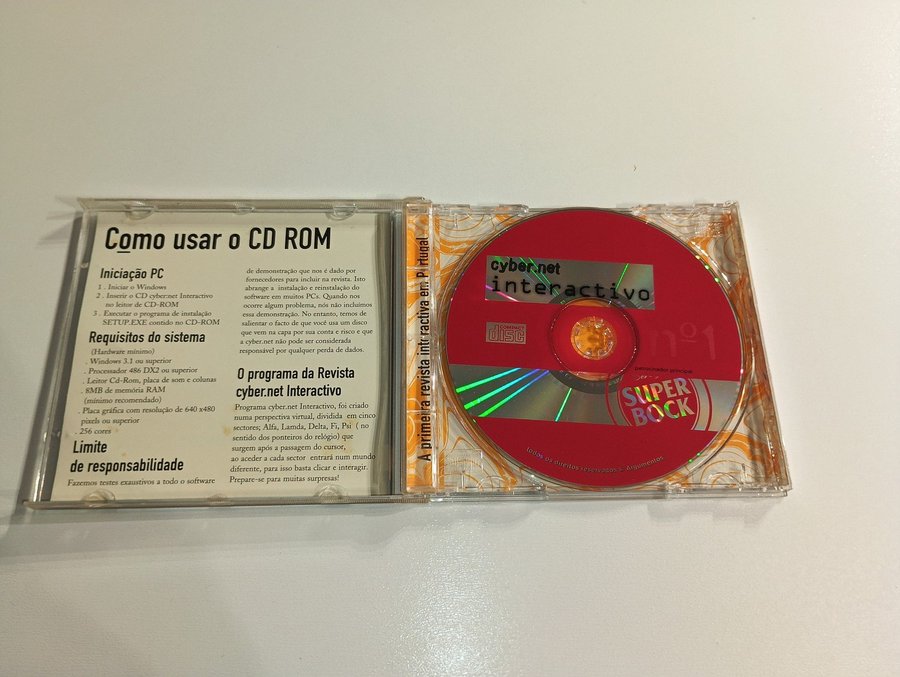 Como usar o CD ROM
Iniciação PC
1 . Iniciar o Windows
2 . Inserir o CD cyber.net Interactivo
no leitor de CD-ROM
3 . Executar o programa de instalação
SETUP.EXE contido no CD-ROM
Requisitos do sistema
(Hardware mínimo)
. Windows 3.1 ou superior
. Processador 486 DX2 ou superior
. Leitor Cd-Rom, placa de som e colunas
. 8MB de memória RAM
(mínimo recomendado)
. Placa gráfica com resolução de 640 x480
pixels ou superior
. 256 cores
Limite
de responsabilidade
Fazemos testes exaustivos a todo o software
de demonstração que nos é dado por
fornecedores para incluir na revista. Isto
abrange a instalação e reinstalação do
software em muitos PCs. Quando nos
ocorre algum problema, nós não incluimos
essa demonstração. No entanto, temos de
salientar o facto de que você usa um disco
que vem na capa por sua conta e risco e que
a cyber.net não pode ser considerada
responsável por qualquer perda de dados.
O programa da Revista
cyber.net Interactivo
Programa cyber.net Interactivo, foi criado
numa perspectiva virtual, dividida em cinco
sectores; Alfa, Lamda, Delta, Fi, Psi ( no
sentido dos ponteiros do relógio) que
surgem após a passagem do cursor,
ao aceder a cada sector entrará num mundo
diferente, para isso basta clicar e interagir.
Prepare-se para muitas surpresas!
A primeira revista interactiva em Portugal
cyber.net
interactivo
COMPACT
disc
nº1
patrocinador principal
SUPER
BOCK
todos os direitos reservados - Argumentos